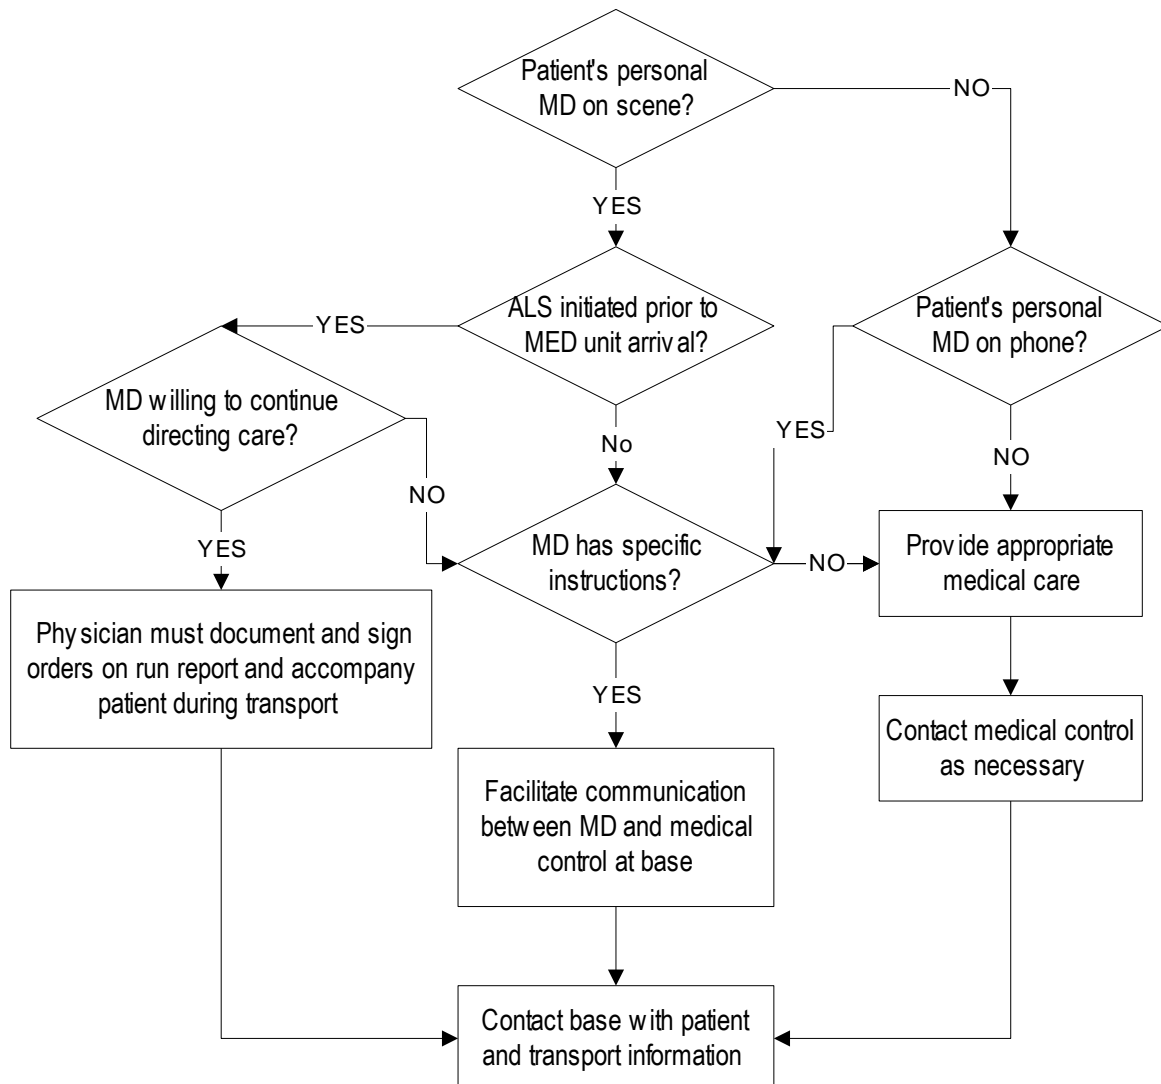 Patient's personal
MD on scene?
NO
YES
ALS initiated prior to
MED unit arrival?
YES
Patient's personal
MD on phone?
MD willing to continue
directing care?
YES
No
NO
NO
YES
MD has specific
instructions?
NO
Provide appropriate
medical care
Physician must document and sign
orders on run report and accompany
patient during transport
YES
Contact medical control
as necessary
Facilitate communication
between MD and medical
control at base
Contact base with patient
and transport information